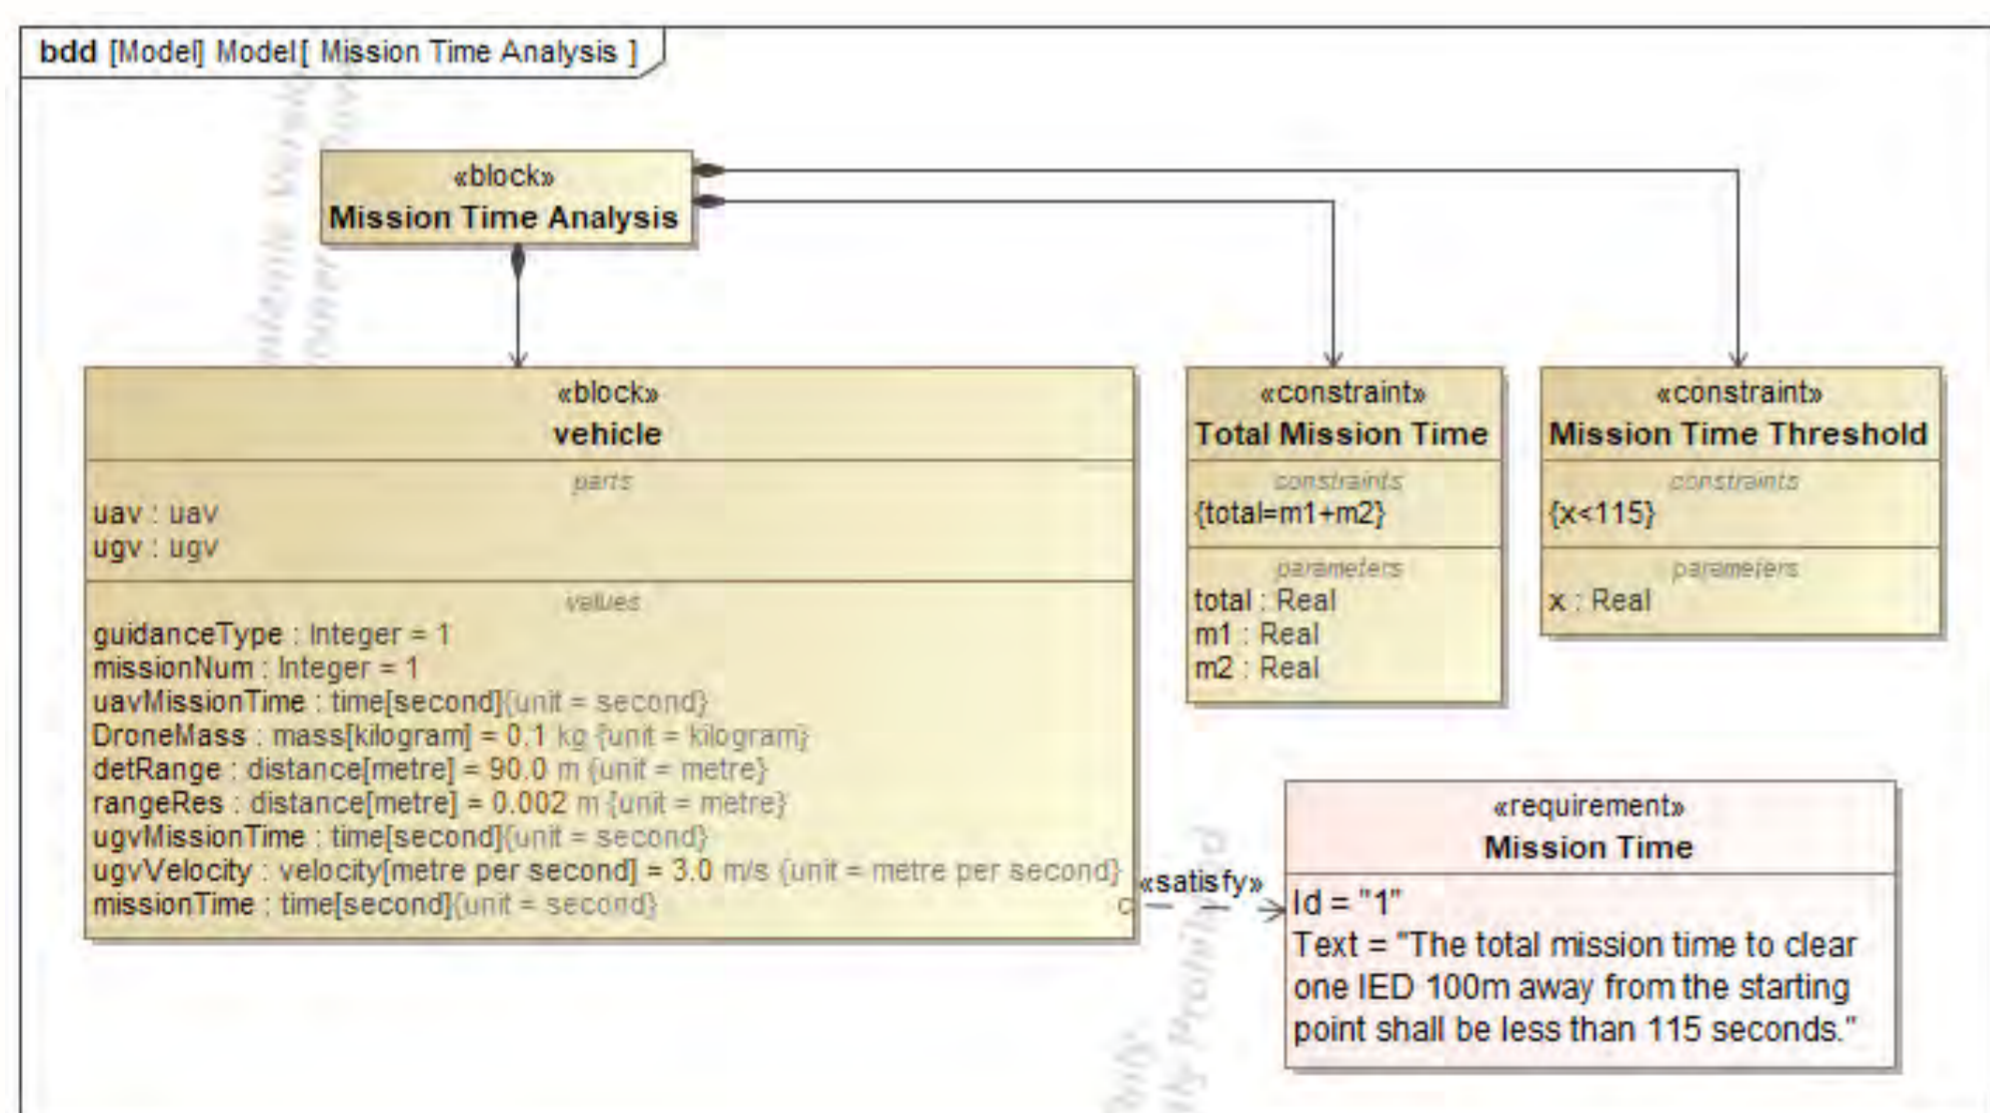 bdd [Model] Model[ Mission Time Analysis ]
«block»
Mission Time Analysis
«block»
vehicle
parts
uav : uav
ugv : ugv
values
guidanceType : Integer = 1
missionNum : Integer = 1
uavMissionTime : time[second]{unit = second}
DroneMass : mass[kilogram] = 0.1 kg {unit = kilogram}
detRange : distance[metre] = 90.0 m {unit = metre}
rangeRes : distance[metre] = 0.002 m {unit = metre}
ugvMissionTime : time[second]{unit = second}
ugvVelocity : velocity[metre per second] = 3.0 m/s {unit = metre per second}
missionTime : time[second]{unit = second}
«constraint»
Total Mission Time
constraints
{total=m1+m2}
parameters
total : Real
m1 : Real
m2 : Real
«constraint»
Mission Time Threshold
constraints
{x<115}
parameters
x : Real
«satisfy»
«requirement»
Mission Time
Id = "1"
Text = "The total mission time to clear
one IED 100m away from the starting
point shall be less than 115 seconds."